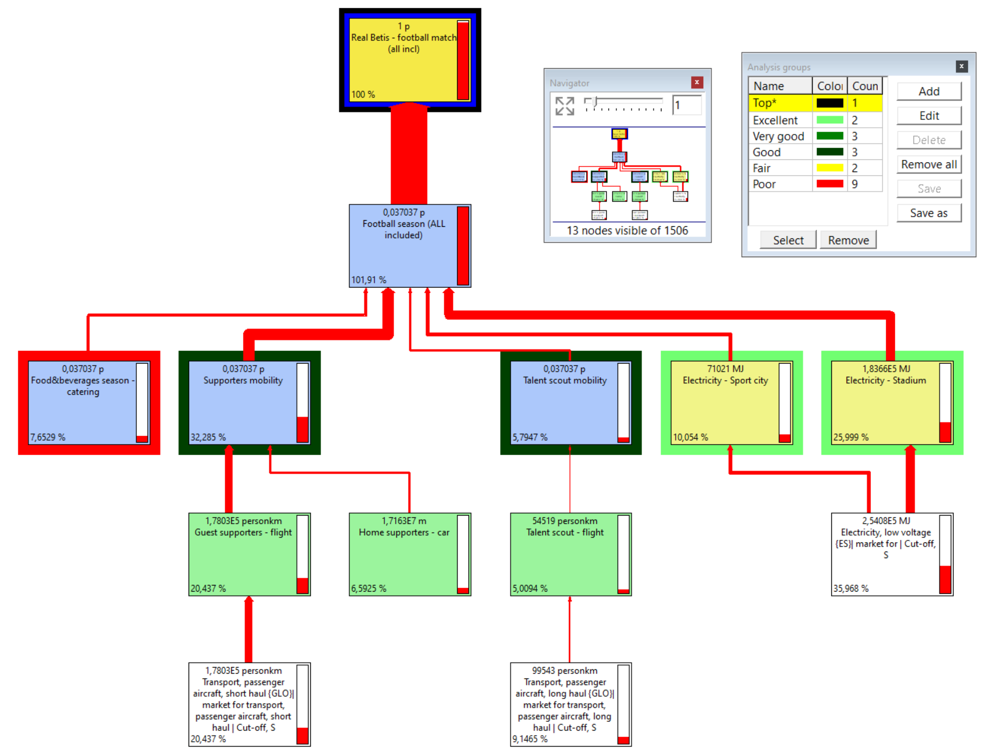 1 p
Real Betis - football match
(all incl)
100 %
Navigator
x
1
13 nodes visible of 1506
Analysis groups
x
Name Coun
Top* 1
Excellent 2
Very good 3
Good 3
Fair 2
Poor 9
Add
Edit
Delete
Remove all
Save
Save as
Select Remove
0,037037 p
Football season (ALL
included)
101,91 %
0,037037 p
Food&beverages season -
catering
7,6529 %
0,037037 p
Supporters mobility
32,285 %
0,037037 p
Talent scout mobility
5,7947 %
71021 MJ
Electricity - Sport city
10,054 %
1,8366E5 MJ
Electricity - Stadium
25,999 %
1,7803E5 personkm
Guest supporters - flight
20,437 %
1,7163E7 m
Home supporters - car
6,5925 %
54519 personkm
Talent scout - flight
5,0094 %
2,5408E5 MJ
Electricity, low voltage
{ES}| market for | Cut-off,
S
35,968 %
1,7803E5 personkm
Transport, passenger
aircraft, short haul {GLO}|
market for transport,
passenger aircraft, short
haul | Cut-off, S
20,437 %
99543 personkm
Transport, passenger
aircraft, long haul {GLO}|
market for transport,
passenger aircraft, long
haul | Cut-off, S
9,1465 %